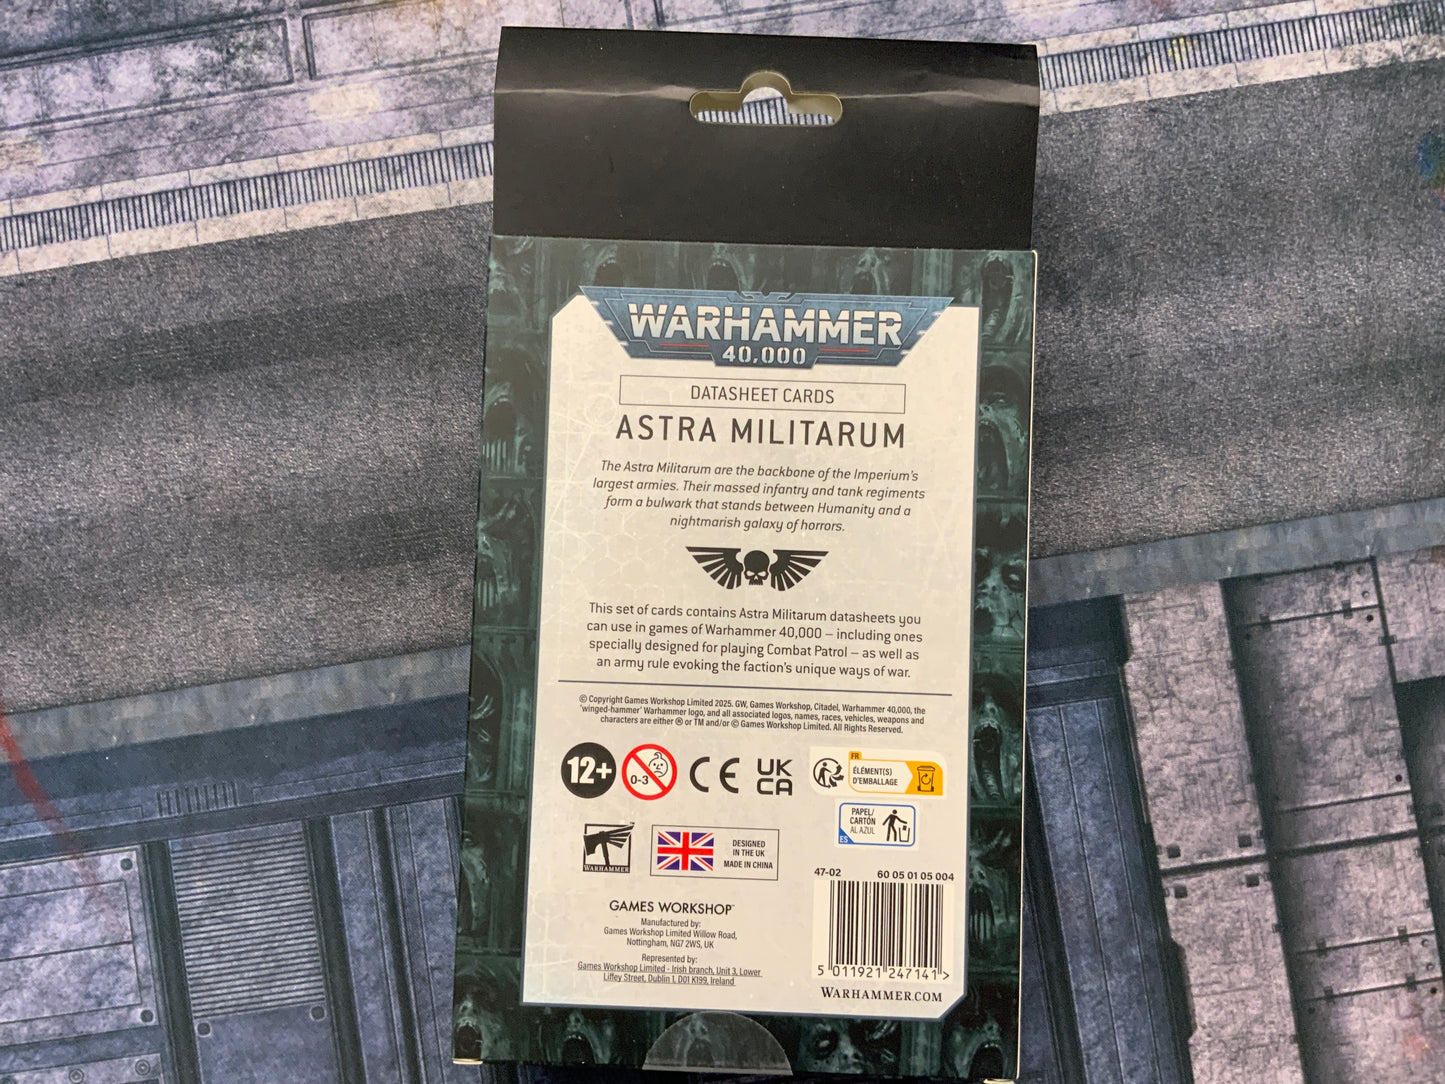 WARHAMMER
40,000
DATASHEET CARDS
ASTRA MILITARUM
The Astra Militarum are the backbone of the Imperium's
largest armies. Their massed infantry and tank regiments
form a bulwark that stands between Humanity and a
nightmarish galaxy of horrors.
This set of cards contains Astra Militarum datasheets you
can use in games of Warhammer 40,000 – including ones
specially designed for playing Combat Patrol – as well as
an army rule evoking the faction's unique ways of war.
© Copyright Games Workshop Limited 2025. GW, Games Workshop, Citadel, Warhammer 40,000, the
'winged-hammer' Warhammer logo, and all associated logos, names, races, vehicles, weapons and
characters are either ® or TM and/or © Games Workshop Limited. All Rights Reserved.
12+
0-3
CE
UK
CA
FR
ÉLÉMENT(S)
D'EMBALLAGE
PAPEL/
CARTÓN
AL AZUL
ES
WARHAMMER™
DESIGNED
IN THE UK
MADE IN CHINA
47-02 60 05 01 05 004
GAMES WORKSHOP™
Manufactured by:
Games Workshop Limited Willow Road,
Nottingham, NG7 2WS, UK
Represented by:
Games Workshop Limited - Irish branch, Unit 3, Lower
Liffey Street, Dublin 1, D01 K199, Ireland
5 011921 247141 >
WARHAMMER.COM